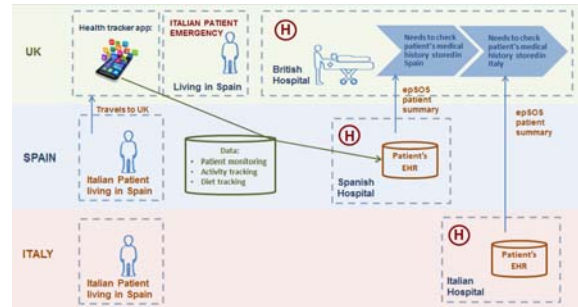 UK
Health tracker app:
ITALIAN PATIENT
EMERGENCY
Living in Spain
H
British
Hospital
Needs to check
patient's medical
history stored in
Spain
Needs to check
patient's medical
history stored in
Italy
Travels to UK
epSOS
patient
summary
epSOS
patient
summary
SPAIN
Italian Patient
living in Spain
Data:
• Patient monitoring
• Activity tracking
• Diet tracking
H
Patient's
EHR
Spanish
Hospital
ITALY
Italian Patient
living in Spain
H
Patient's
EHR
Italian
Hospital